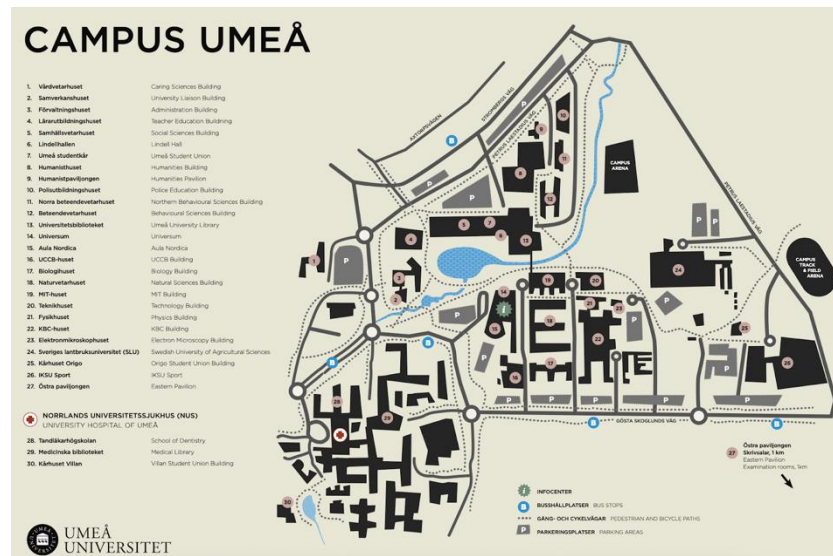 CAMPUS UMEÅ
1. Vårdvetarhuset Caring Sciences Building
2. Samverkanshuset University Liaison Building
3. Förvaltningshuset Administration Building
4. Lärarutbildningshuset Teacher Education Buildning
5. Samhällsvetarhuset Social Sciences Building
6. Lindellhallen Lindell Hall
7. Umeå studentkår Umeå Student Union
8. Humanisthuset Humanities Building
9. Humanistpaviljongen Humanities Pavilion
10. Polisutbildningshuset Police Education Building
11. Norra beteendevetarhuset Northern Behavioural Sciences Building
12. Beteendevetarhuset Behavioural Sciences Building
13. Universitetsbiblioteket Umeå University Library
14. Universum Universum
15. Aula Nordica Aula Nordica
16. UCCB-huset UCCB Building
17. Biologihuset Biology Building
18. Naturvetarhuset Natural Sciences Building
19. MIT-huset MIT Building
20. Teknikhuset Technology Building
21. Fysikhuset Physics Building
22. KBC-huset KBC Building
23. Elektronmikroskophuset Electron Microscopy Building
24. Sveriges lantbruksuniversitet (SLU) Swedish University of Agricultural Sciences
25. Kårhuset Origo Origo Student Union Building
26. IKSU Sport IKSU Sport
27. Östra paviljongen Eastern Pavilion
NORRLANDS UNIVERSITETSSJUKHUS (NUS)
UNIVERSITY HOSPITAL OF UMEÅ
28. Tandläkarhögskolan School of Dentistry
29. Medicinska biblioteket Medical Library
30. Kårhuset Villan Villan Student Union Building
UMEÅ
UNIVERSITET
STROMBERGS VÄG
PETRUS LAESTADIUS VÄG
CAMPUS
ARENA
PETRUS LAESTADIUS VÄG
CAMPUS
TRACK
& FIELD
ARENA
GÖSTA SKOGLUNDS VÄG
27
Östra paviljongen
Skrivsalar, 1 km
Eastern Pavilion
Examination rooms, 1km
i INFOCENTER
B BUSSHÅLLPLATSER BUS STOPS
GÅNG- OCH CYKELVÄGAR PEDESTRIAN AND BICYCLE PATHS
P PARKERINGSPLATSER PARKING AREAS